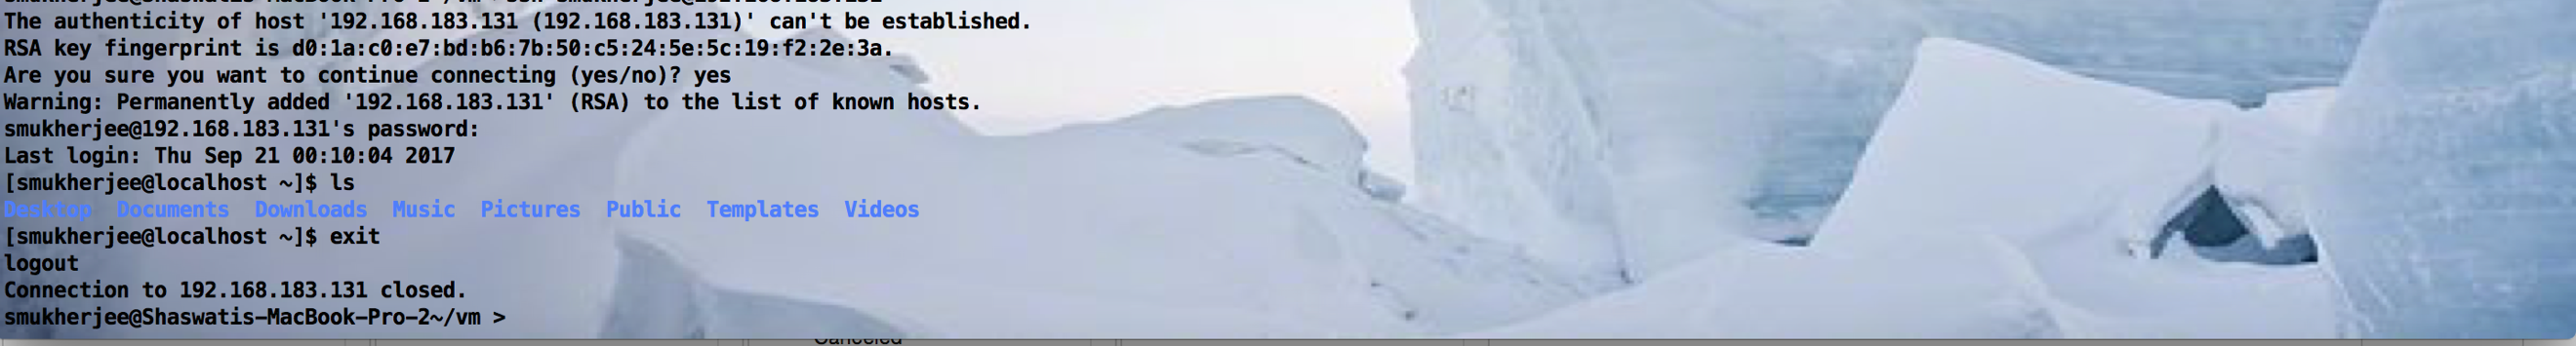 The authenticity of host '192.168.183.131 (192.168.183.131)' can't be established.
RSA key fingerprint is d0:1a:c0:e7:bd:b6:7b:50:c5:24:5e:5c:19:f2:2e:3a.
Are you sure you want to continue connecting (yes/no)? yes
Warning: Permanently added '192.168.183.131' (RSA) to the list of known hosts.
smukherjee@192.168.183.131's password:
Last login: Thu Sep 21 00:10:04 2017
[smukherjee@localhost ~]$ ls
Desktop  Documents  Downloads  Music  Pictures  Public  Templates  Videos
[smukherjee@localhost ~]$ exit
logout
Connection to 192.168.183.131 closed.
smukherjee@Shaswatis-MacBook-Pro-2~/vm >
Canceled